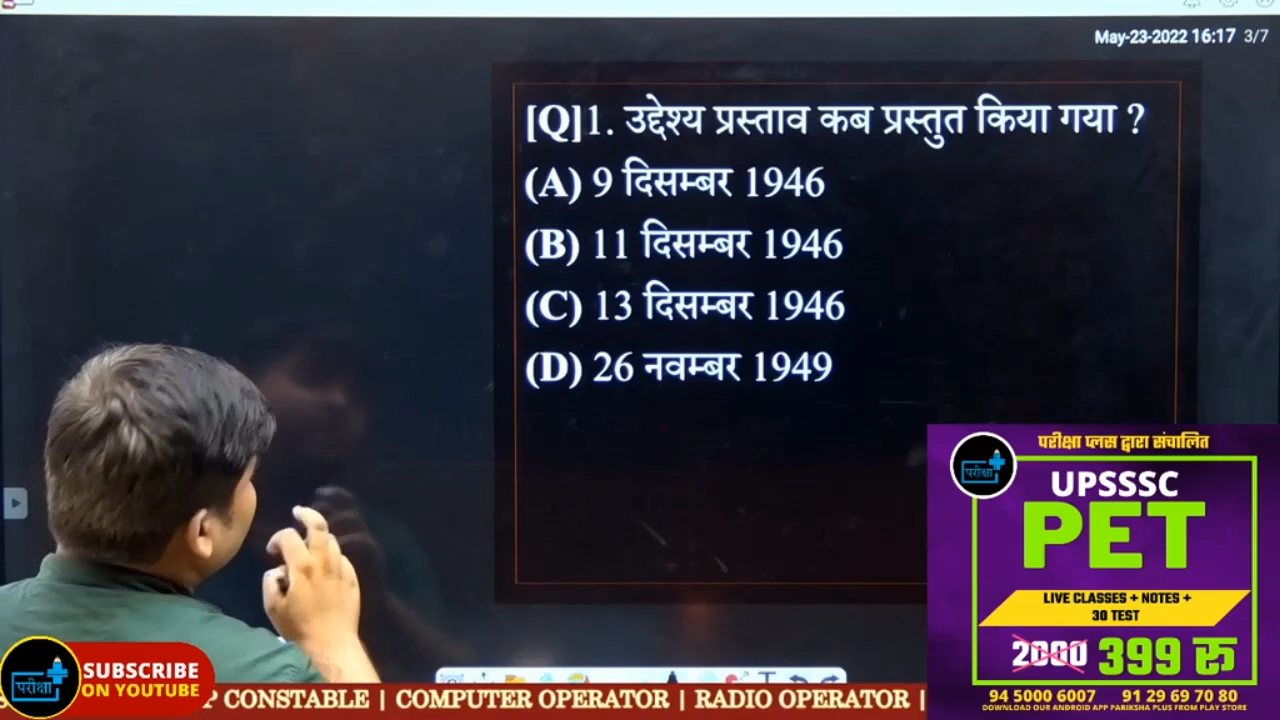 May-23-2022 16:17 3/7
[Q]1. उद्देश्य प्रस्ताव कब प्रस्तुत किया गया ?
(A) 9 दिसम्बर 1946
(B) 11 दिसम्बर 1946
(C) 13 दिसम्बर 1946
(D) 26 नवम्बर 1949
परीक्षा प्लस द्वारा संचालित
परीक्षा
UPSSSC
PET
LIVE CLASSES + NOTES +
30 TEST
2000 399 रु
94 5000 6007 91 29 69 70 80
DOWNLOAD OUR ANDROID APP PARIKSHA PLUS FROM PLAY STORE
परीक्षा
SUBSCRIBE
ON YOUTUBE
P CONSTABLE | COMPUTER OPERATOR | RADIO OPERATOR |